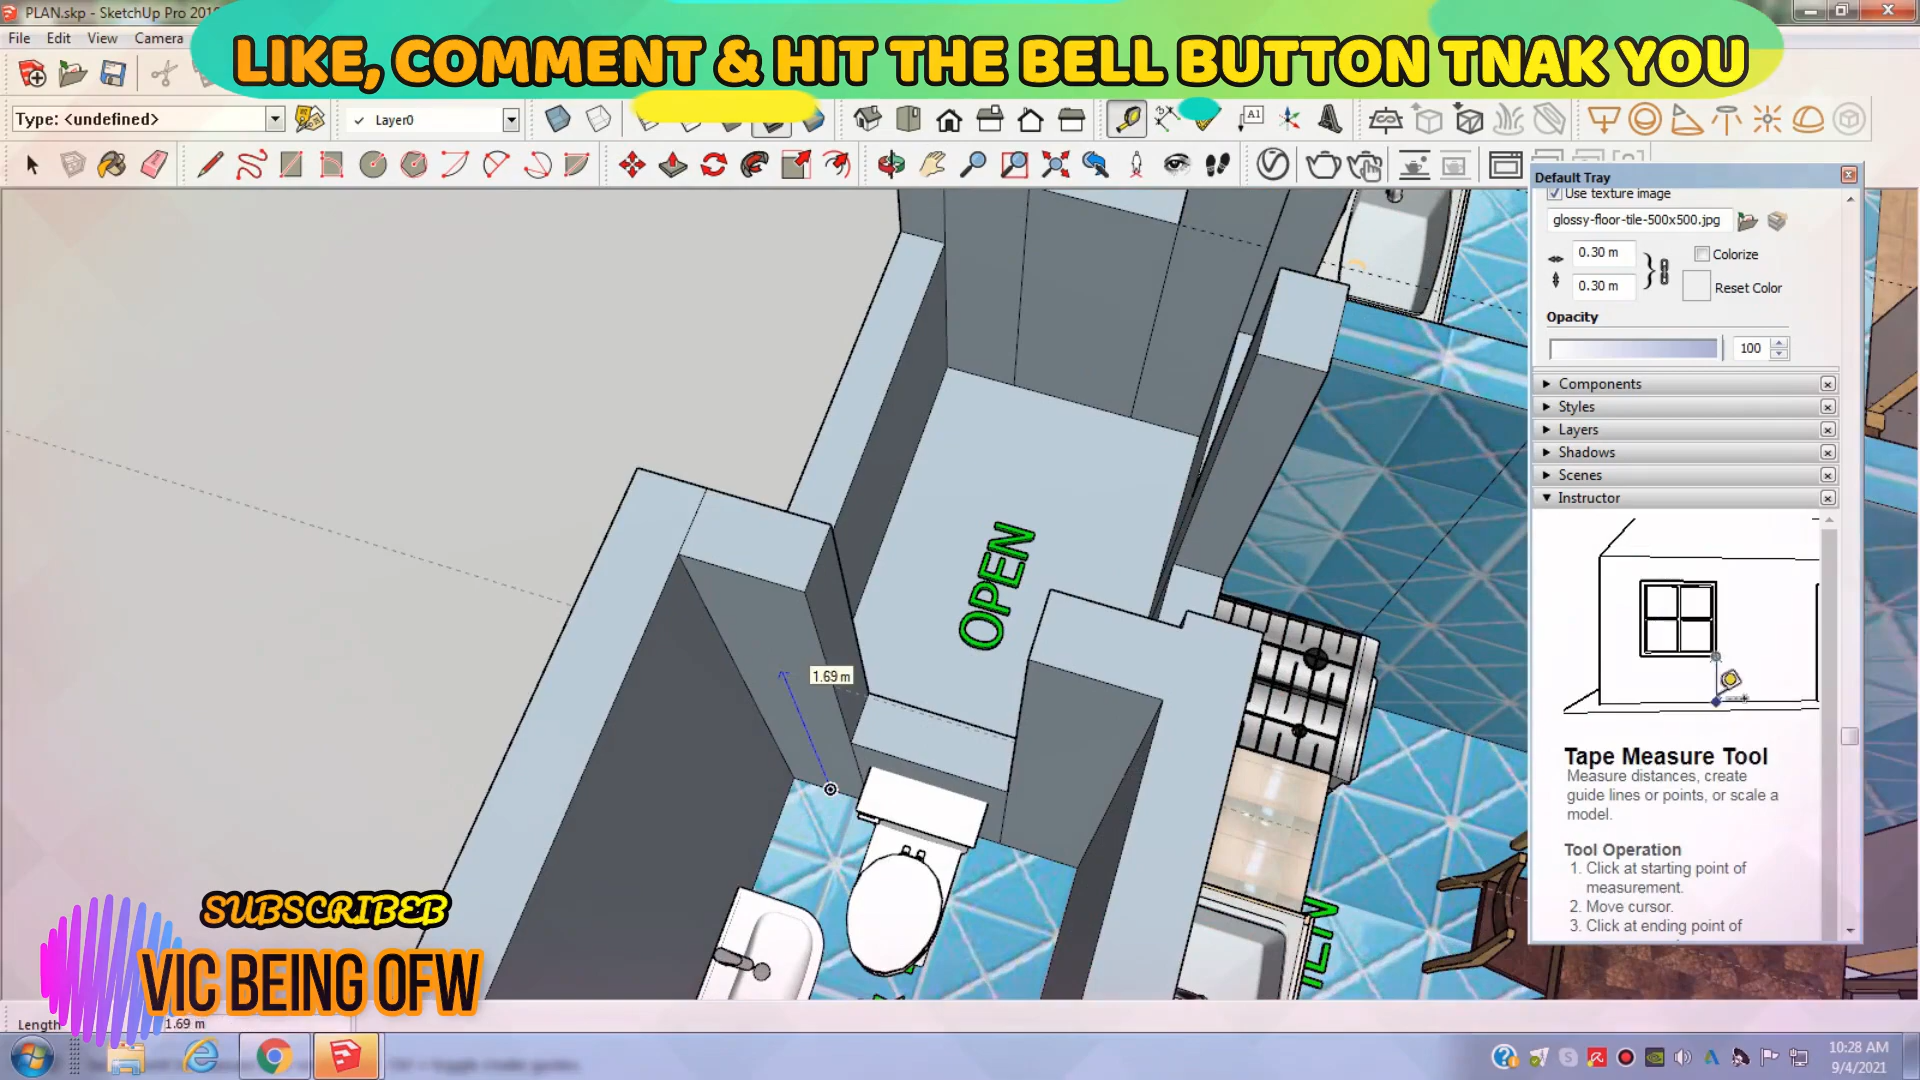 PLAN.skp - SketchUp Pro 201
LIKE, COMMENT & HIT THE BELL BUTTON TNAK YOU
File Edit View Camera
Type: <undefined>
Layer0
A1
Default Tray
Use texture image
glossy-floor-tile-500x500.jpg
0.30 m
Colorize
0.30 m
Reset Color
Opacity
100
Components
Styles
Layers
Shadows
Scenes
Instructor
OPEN
1.69 m
Tape Measure Tool
Measure distances, create
guide lines or points, or scale a
model.
Tool Operation
1. Click at starting point of
measurement.
2. Move cursor.
3. Click at ending point of
SUBSCRIBEB
VIC BEING OFW
Length
1.69 m
10:28 AM
9/4/2021